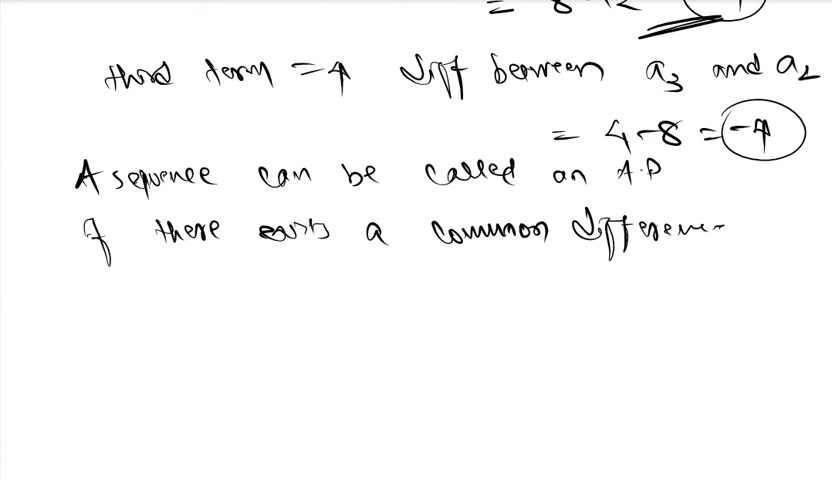 = 8-12
third term = 4 diff between a3 and a2
= 4-8 = -4
A sequence can be called an A.P
if there exists a common difference